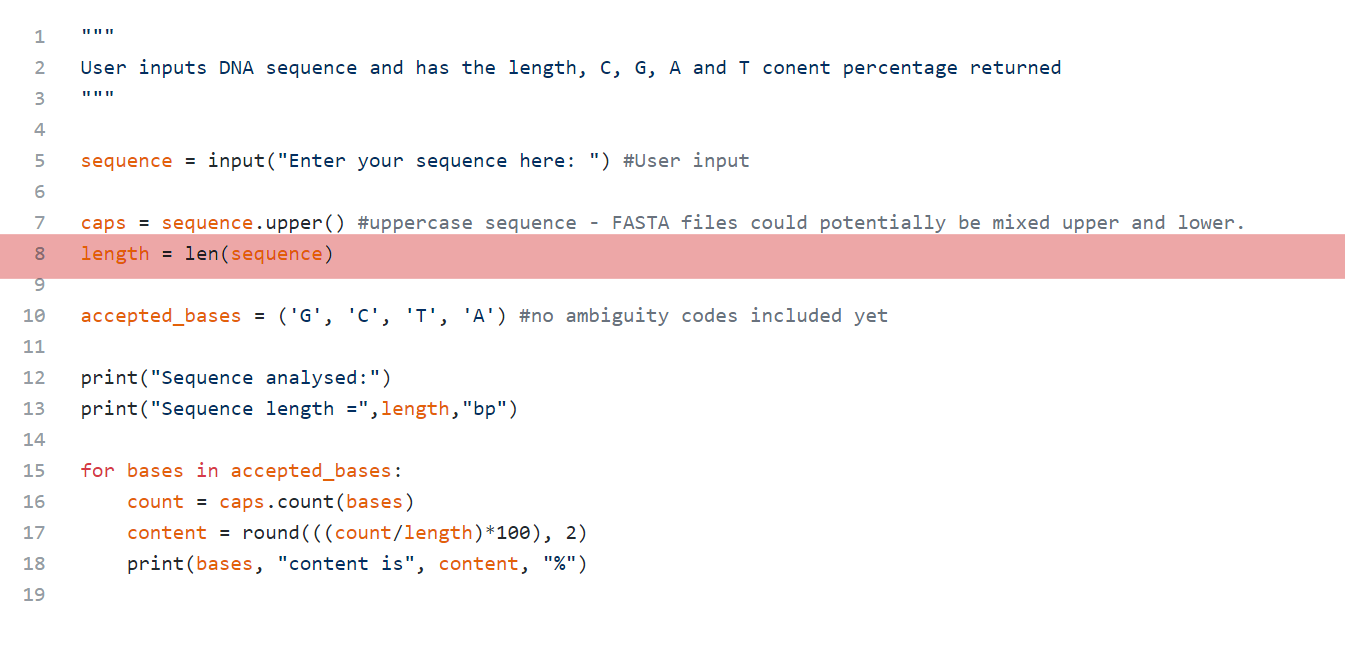 1 """
2 User inputs DNA sequence and has the length, C, G, A and T conent percentage returned
3 """
4
5 sequence = input("Enter your sequence here: ") #User input
6
7 caps = sequence.upper() #uppercase sequence - FASTA files could potentially be mixed upper and lower.
8 length = len(sequence)
9
10 accepted_bases = ('G', 'C', 'T', 'A') #no ambiguity codes included yet
11
12 print("Sequence analysed:")
13 print("Sequence length =",length,"bp")
14
15 for bases in accepted_bases:
16     count = caps.count(bases)
17     content = round(((count/length)*100), 2)
18     print(bases, "content is", content, "%")
19